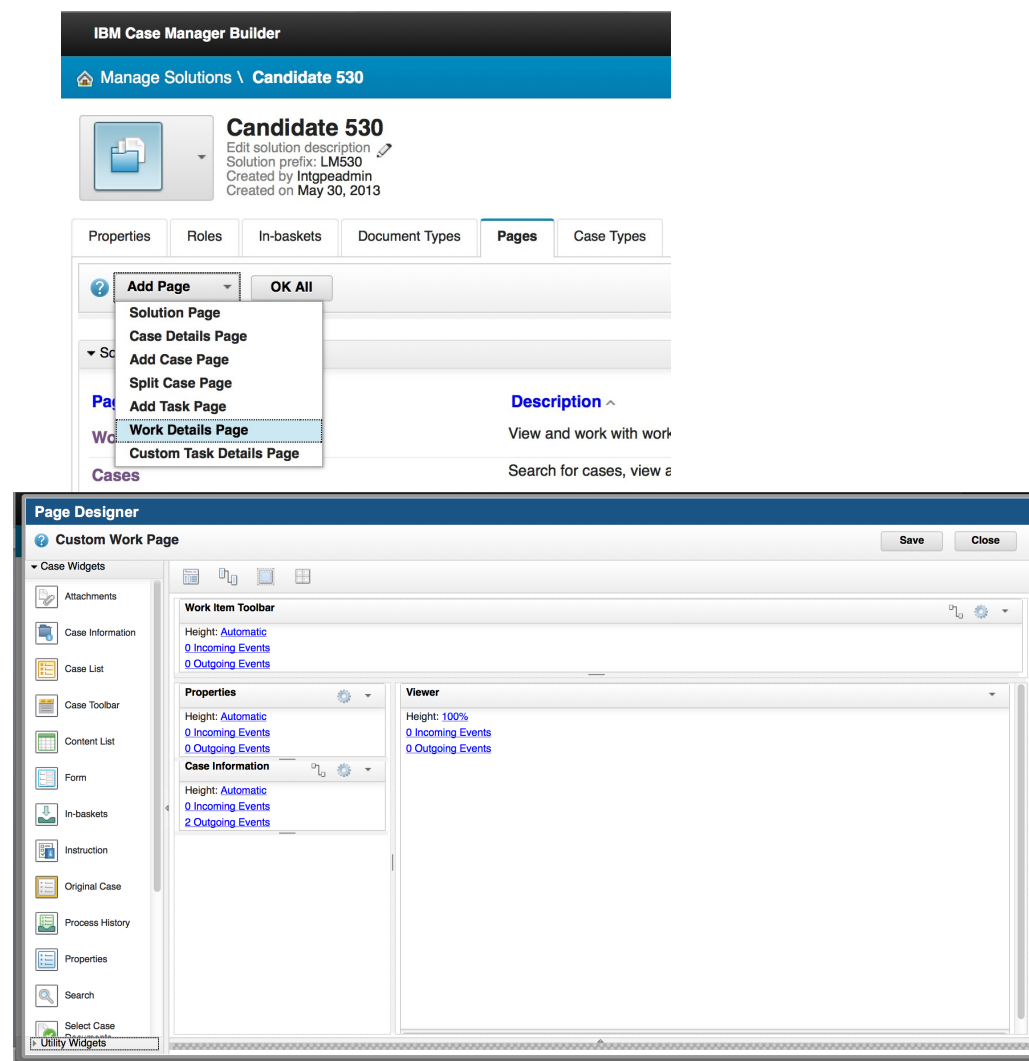 IBM Case Manager Builder
Manage Solutions \ Candidate 530
Candidate 530
Edit solution description
Solution prefix: LM530
Created by Intgpeadmin
Created on May 30, 2013
Properties Roles In-baskets Document Types Pages Case Types
Add Page OK All
Solution Page
Case Details Page
Add Case Page
Split Case Page
Add Task Page
Work Details Page
Custom Task Details Page
So
Pa Description
Wo View and work with work
Cases Search for cases, view a
Page Designer
Custom Work Page Save Close
Case Widgets
Attachments
Case Information
Case List
Case Toolbar
Content List
Form
In-baskets
Instruction
Original Case
Process History
Properties
Search
Select Case
Documents
Utility Widgets
Work Item Toolbar
Height: Automatic
0 Incoming Events
0 Outgoing Events
Properties
Height: Automatic
0 Incoming Events
0 Outgoing Events
Case Information
Height: Automatic
0 Incoming Events
2 Outgoing Events
Viewer
Height: 100%
0 Incoming Events
0 Outgoing Events